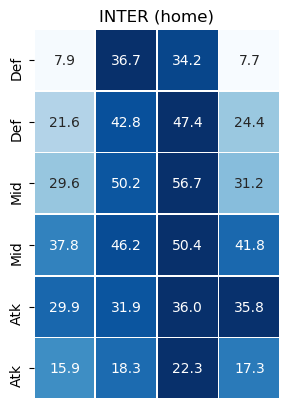 INTER (home)
Def 7.9 36.7 34.2 7.7
Def 21.6 42.8 47.4 24.4
Mid 29.6 50.2 56.7 31.2
Mid 37.8 46.2 50.4 41.8
Atk 29.9 31.9 36.0 35.8
Atk 15.9 18.3 22.3 17.3